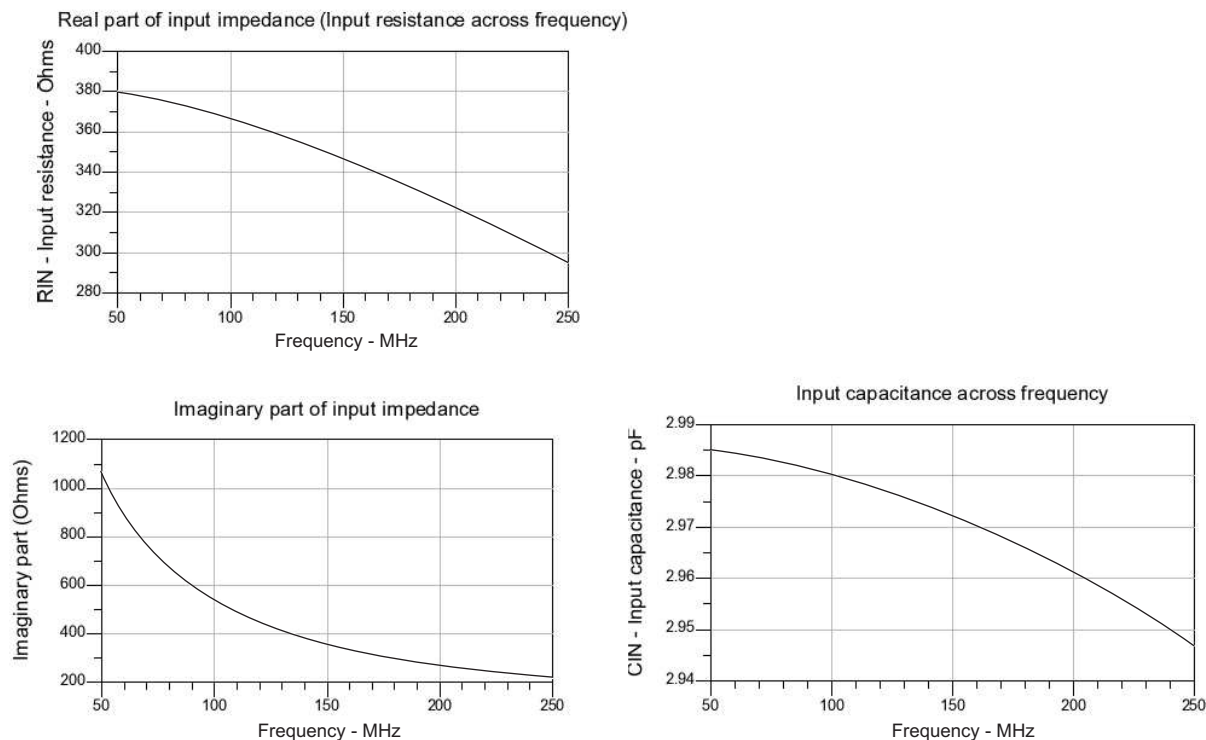 Real part of input impedance (Input resistance across frequency)
RIN - Input resistance - Ohms
400
380
360
340
320
300
280
50 100 150 200 250
Frequency - MHz
Imaginary part of input impedance
Imaginary part (Ohms)
1200
1000
800
600
400
200
50 100 150 200 250
Frequency - MHz
Input capacitance across frequency
CIN - Input capacitance - pF
2.99
2.98
2.97
2.96
2.95
2.94
50 100 150 200 250
Frequency - MHz